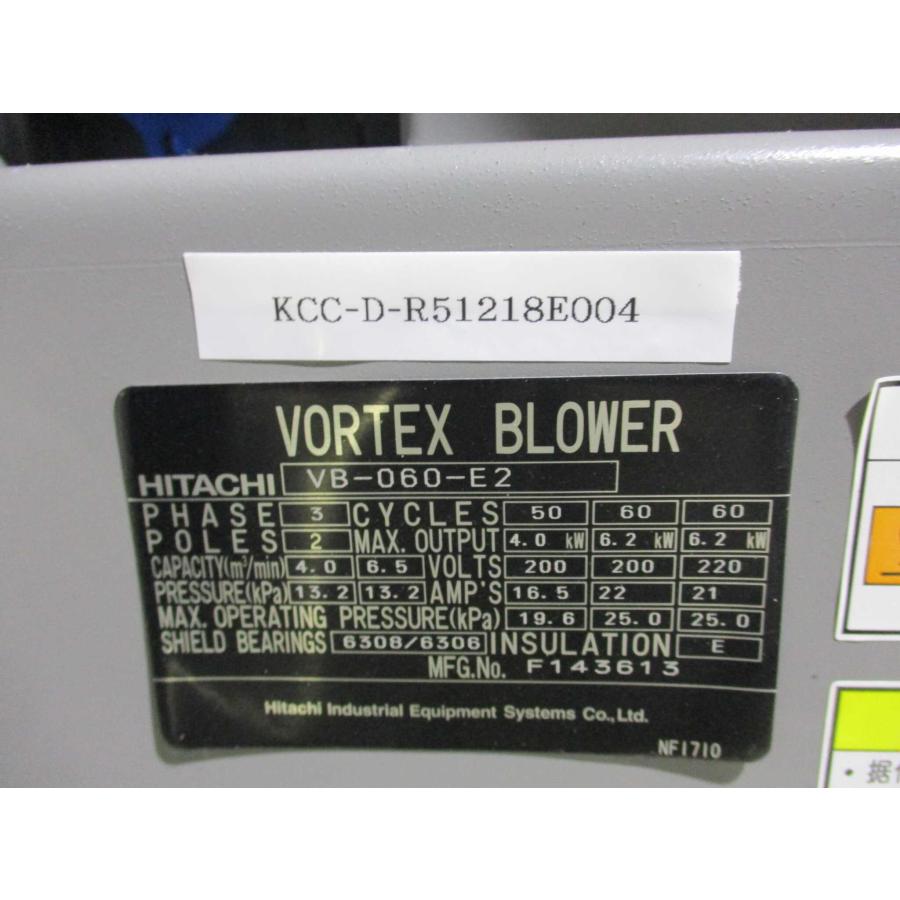 KCC-D-R51218E004
VORTEX BLOWER
HITACHI VB-060-E2
PHASE 3 CYCLES 50 60 60
POLES 2 MAX. OUTPUT 4.0 kW 6.2 kW 6.2 kW
CAPACITY(m³/min) 4.0 6.5 VOLTS 200 200 220
PRESSURE(kPa) 13.2 13.2 AMP'S 16.5 22 21
MAX. OPERATING PRESSURE(kPa) 19.6 25.0 25.0
SHIELD BEARINGS 6308/6306 INSULATION E
MFG.No. F143613
Hitachi Industrial Equipment Systems Co.,Ltd.
NF1710
・据